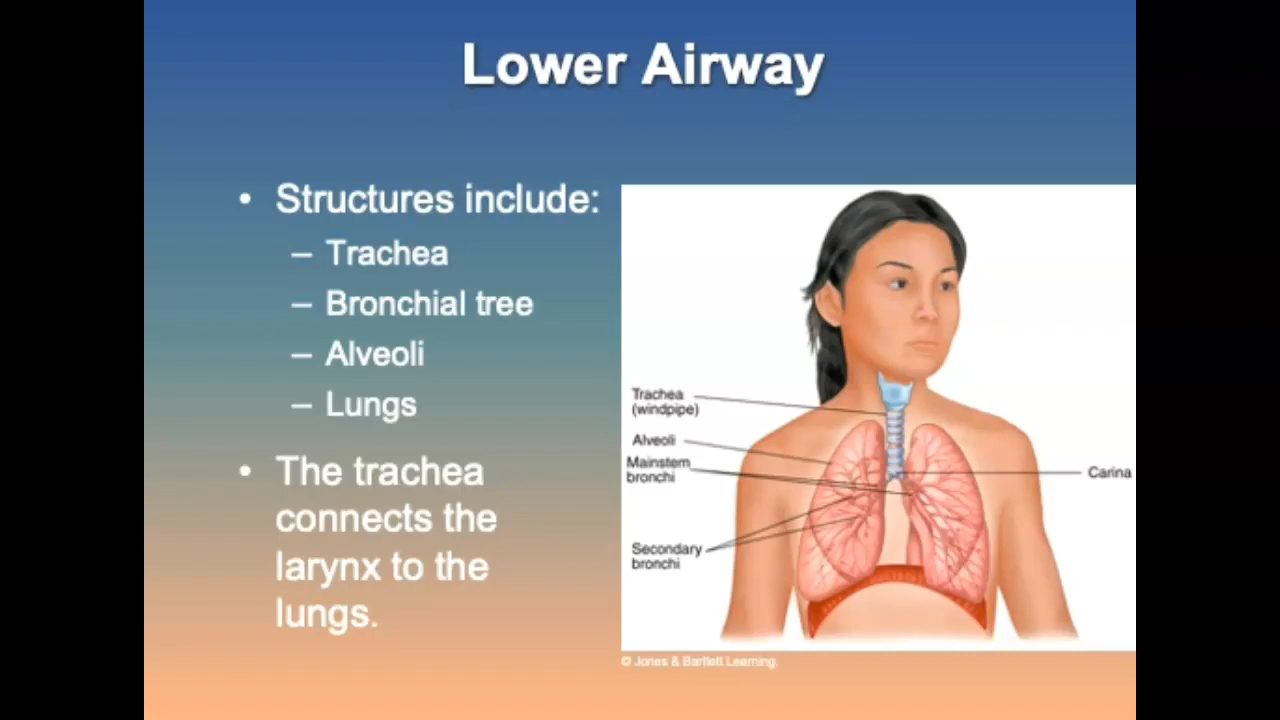 Lower Airway
• Structures include:
– Trachea
– Bronchial tree
– Alveoli
– Lungs
• The trachea
connects the
larynx to the
lungs.
Trachea
(windpipe)
Alveoli
Mainstem
bronchi
Secondary
bronchi
Carina
© Jones & Bartlett Learning.